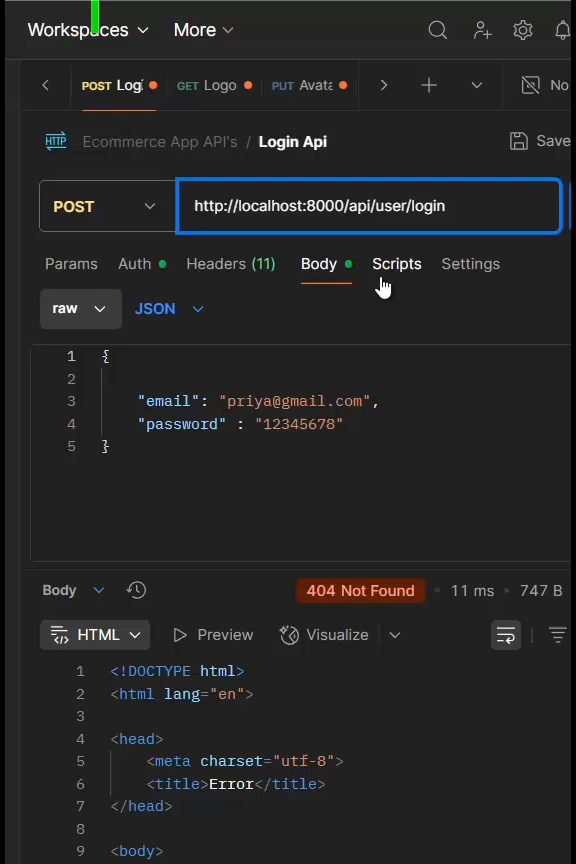 Workspaces More
POST Logi GET Logo PUT Avata No
HTTP Ecommerce App API's / Login Api Save
POST http://localhost:8000/api/user/login
Params Auth Headers (11) Body Scripts Settings
raw JSON
1 {
2
3 "email": "priya@gmail.com",
4 "password" : "12345678"
5 }
Body 404 Not Found 11 ms 747 B
HTML Preview Visualize
1 <!DOCTYPE html>
2 <html lang="en">
3
4 <head>
5 <meta charset="utf-8">
6 <title>Error</title>
7 </head>
8
9 <body>